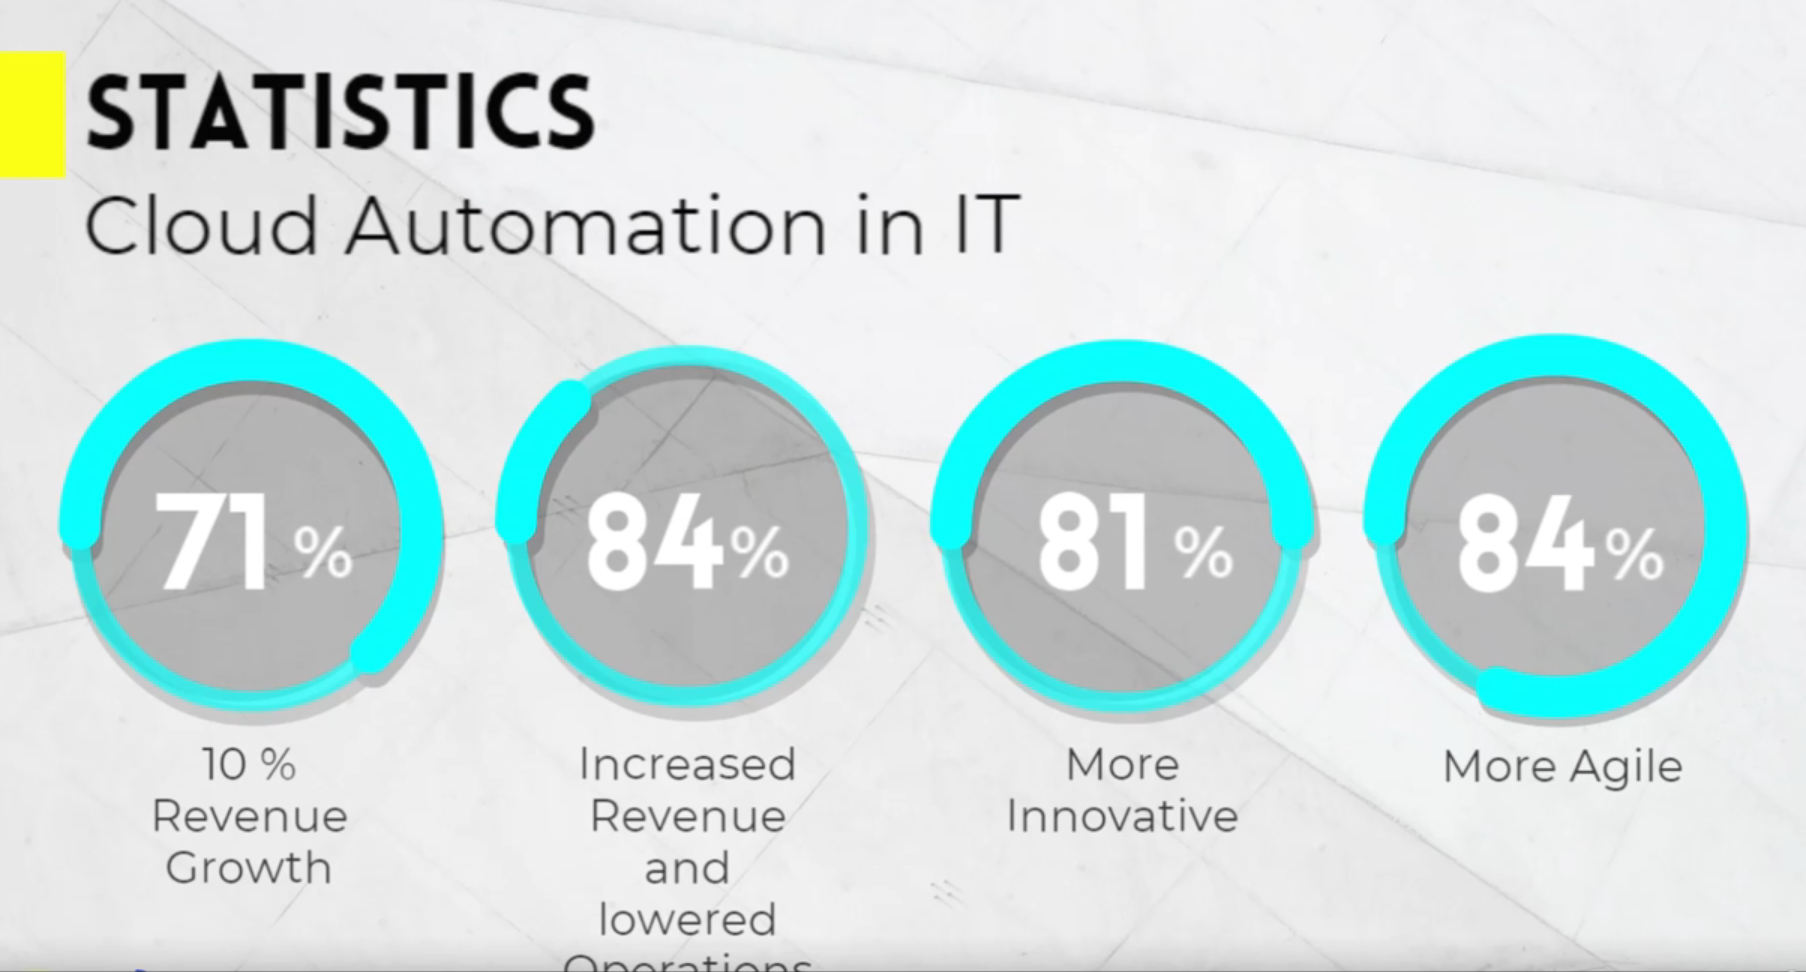 STATISTICS
Cloud Automation in IT
71 %
84%
81 %
84%
10 %
Revenue
Growth
Increased
Revenue
and
lowered
Operations
More
Innovative
More Agile